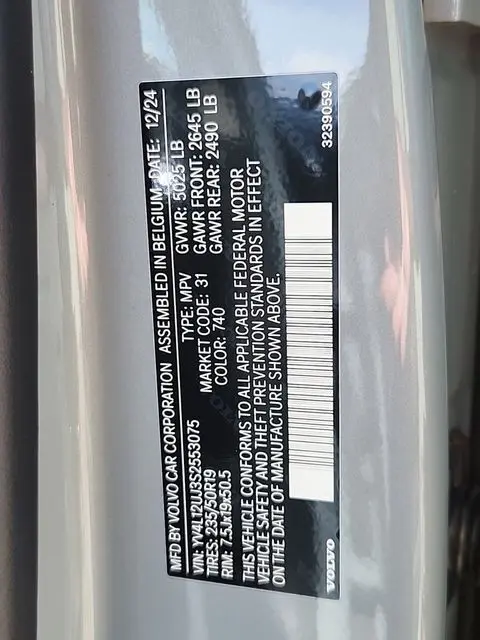 MFD BY VOLVO CAR CORPORATION ASSEMBLED IN BELGIUM DATE: 12/24
VIN: YV4L12UJ3S2553075 TYPE: MPV GVWR: 5025 LB
TIRES: 235/50R19 MARKET CODE: 31 GAWR FRONT: 2645 LB
RIM: 7.5Jx19x50.5 COLOR: 740 GAWR REAR: 2490 LB
THIS VEHICLE CONFORMS TO ALL APPLICABLE FEDERAL MOTOR
VEHICLE SAFETY AND THEFT PREVENTION STANDARDS IN EFFECT
ON THE DATE OF MANUFACTURE SHOWN ABOVE.
VOLVO 32390594